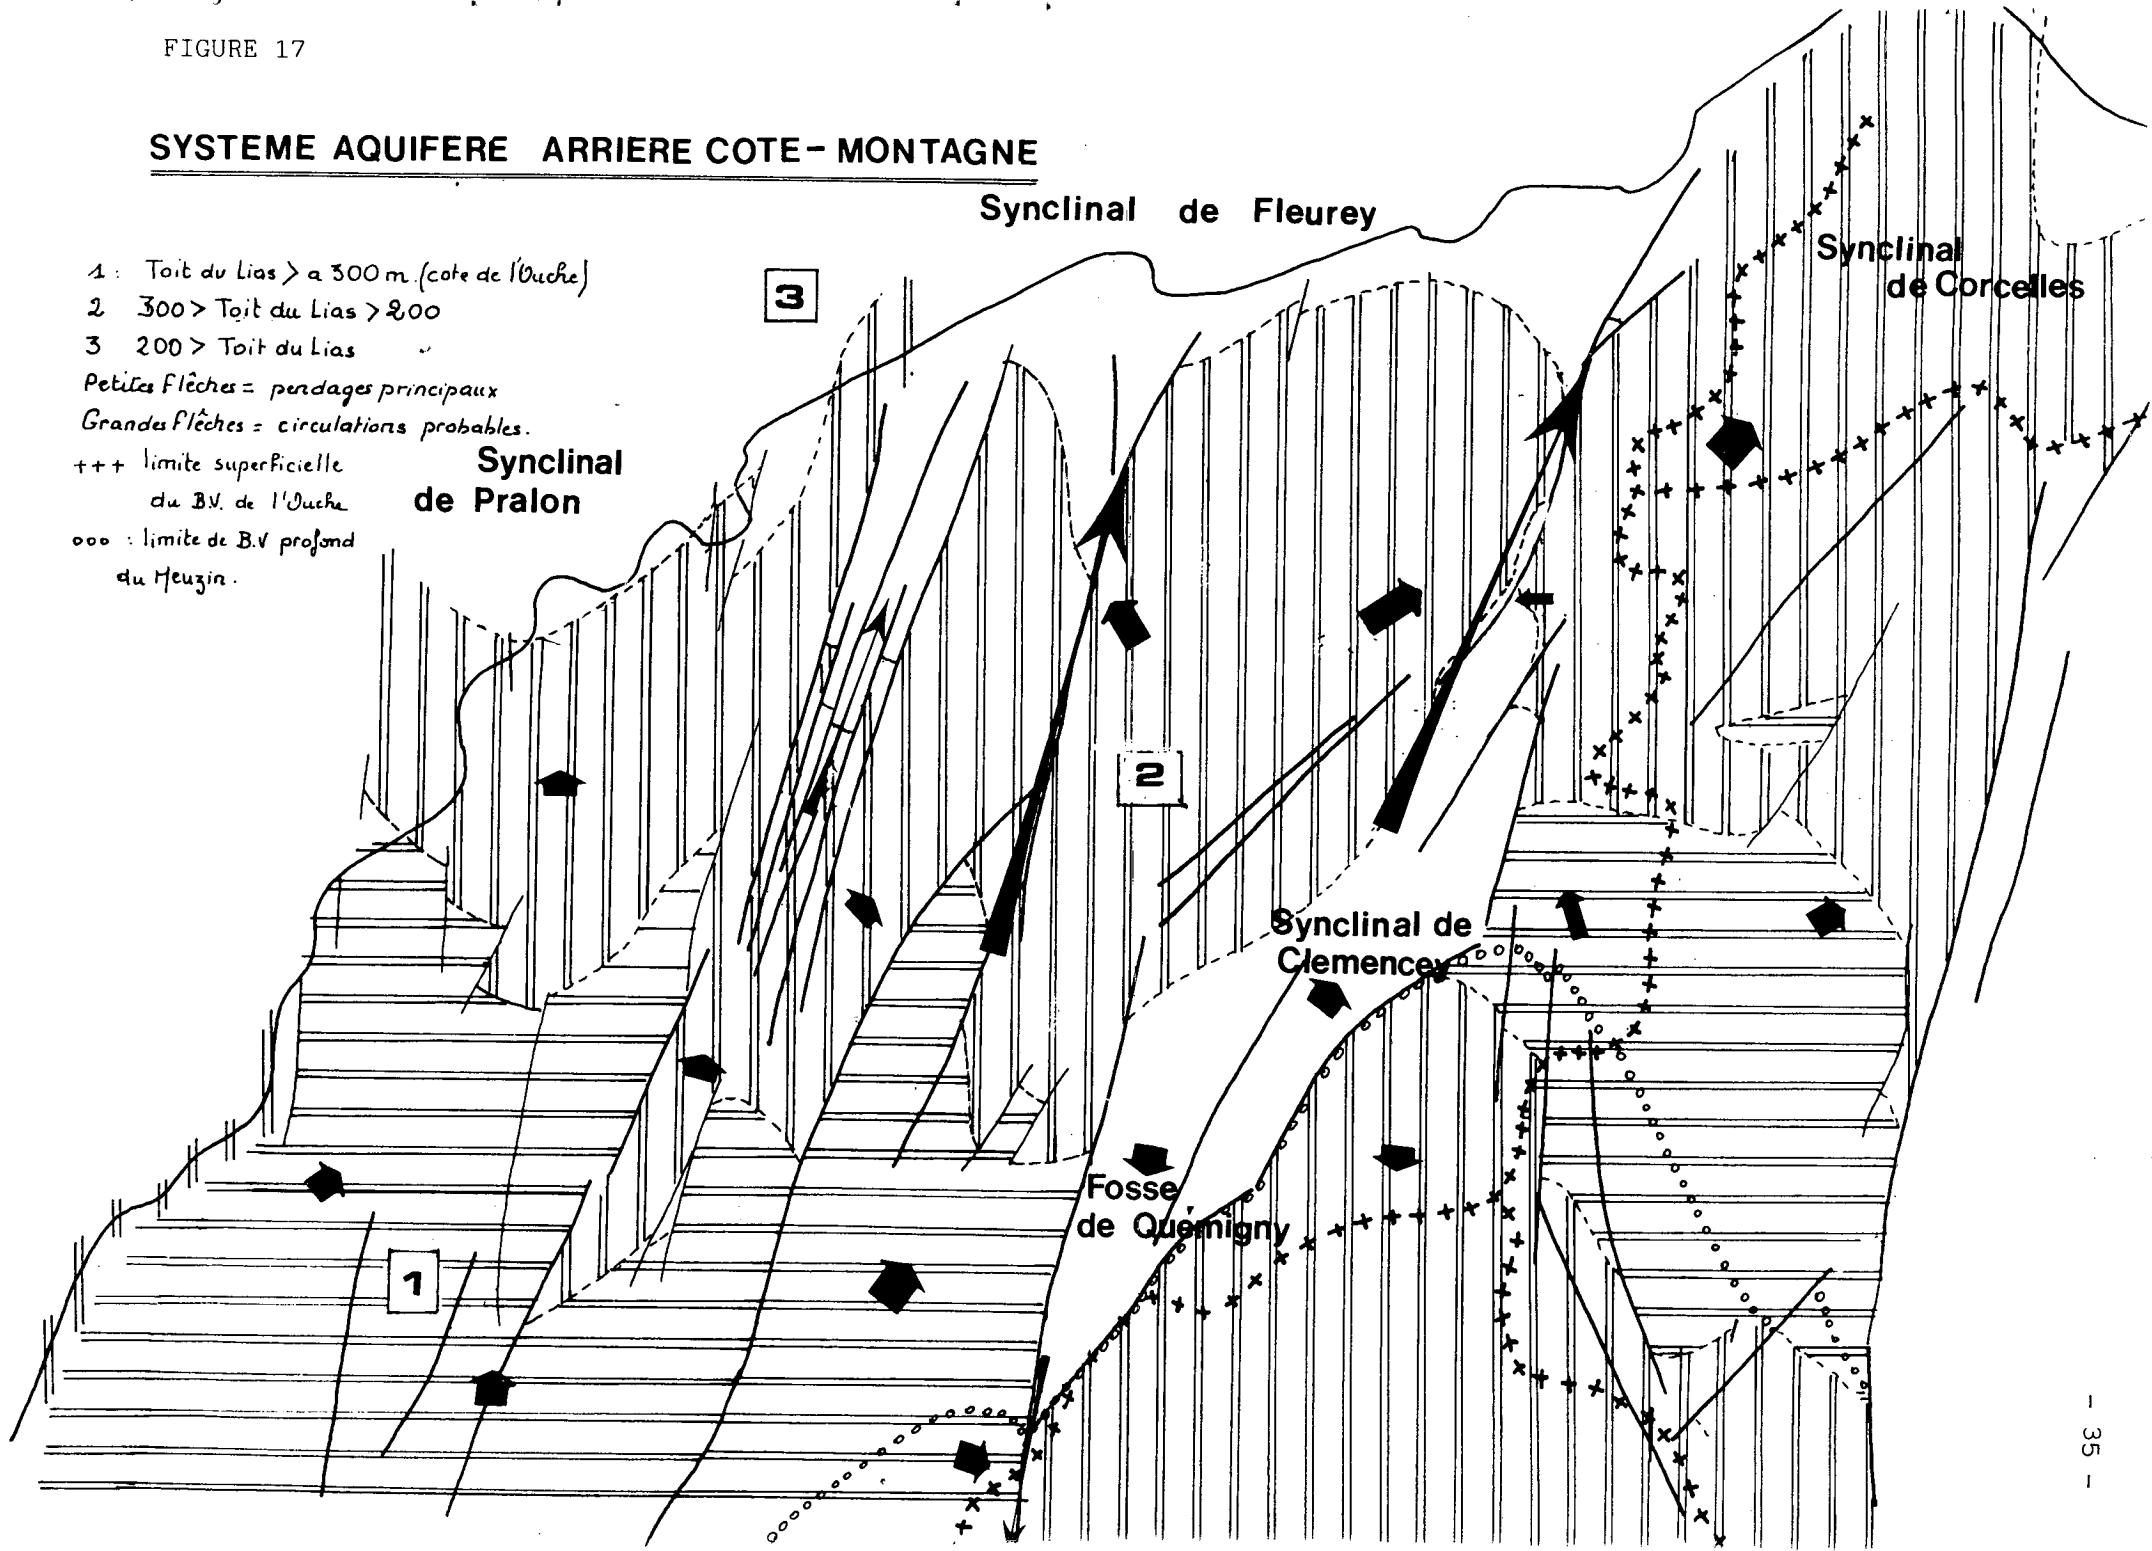 FIGURE 17
SYSTEME AQUIFERE ARRIERE COTE-MONTAGNE
Synclinal de Fleurey
Synclinal
de Corcelles
1 : Toit du Lias > a 300 m. (cote de l'Ouche)
2 300 > Toit du Lias > 200
3 200 > Toit du Lias
Petites Flêches = pendages principaux
Grandes flêches = circulations probables.
+++ limite superficielle
du B.V. de l'Ouche
ooo : limite de B.V profond
du Meuzin.
3
Synclinal
de Pralon
2
Synclinal de
Clemencey
Fosse
de Quémigny
1
- 35 -